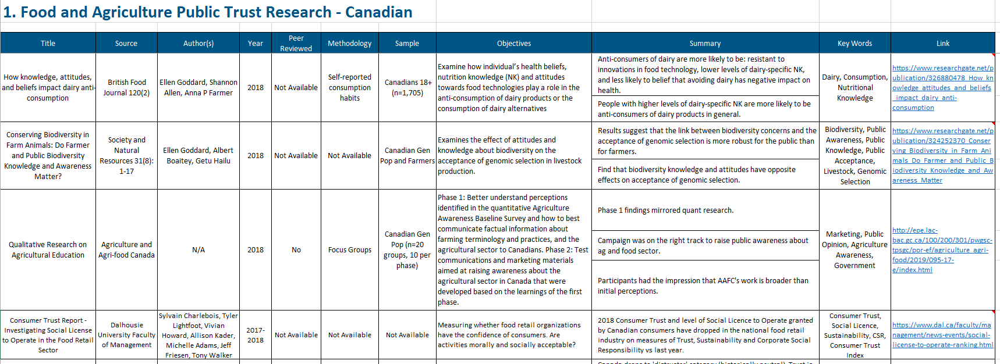 1. Food and Agriculture Public Trust Research - Canadian
Title
Source
Author(s)
Year
Peer
Reviewed
Methodology
Sample
Objectives
Summary
Key Words
Link
How knowledge, attitudes,
and beliefs impact dairy anti-
consumption
British Food
Journal 120(2)
Ellen Goddard, Shannon
Allen, Anna P Farmer
2018
Not Available
Self-reported
consumption
habits
Canadians 18+
(n=1,705)
Examine how individual’s health beliefs,
nutrition knowledge (NK) and attitudes
towards food technologies play a role in the
anti-consumption of dairy products or the
consumption of dairy alternatives
Anti-consumers of dairy are more likely to be: resistant to
innovations in food technology, lower levels of dairy-specific NK,
and less likely to belief that avoiding dairy has negative impact on
health.
People with higher levels of dairy-specific NK are more likely to be
anti-consumers of dairy products in general.
Dairy, Consumption,
Nutritional
Knowledge
https://www.researchgate.net/p
ublication/326880478_How_kn
owledge_attitudes_and_beliefs
_impact_dairy_anti-
consumption
Conserving Biodiversity in
Farm Animals: Do Farmer
and Public Biodiversity
Knowledge and Awareness
Matter?
Society and
Natural
Resources 31(8):
1-17
Ellen Goddard, Albert
Boaitey, Getu Hailu
2018
Not Available
Not Available
Canadian Gen
Pop and Farmers
Examines the effect of attitudes and
knowledge about biodiversity on the
acceptance of genomic selection in livestock
production.
Results suggest that the link between biodiversity concerns and the
acceptance of genomic selection is more robust for the public than
for farmers.
Find that biodiversity knowledge and attitudes have opposite
effects on acceptance of genomic selection.
Biodiversity, Public
Awareness, Public
Knowledge, Public
Acceptance,
Livestock, Genomic
Selection
https://www.researchgate.net/p
ublication/324252370_Conser
ving_Biodiversity_in_Farm_Ani
mals_Do_Farmer_and_Public_B
iodiversity_Knowledge_and_Aw
areness_Matter
Qualitative Research on
Agricultural Education
Agriculture and
Agri-food Canada
N/A
2018
No
Focus Groups
Canadian Gen
Pop (n=20
groups, 10 per
phase)
Phase 1: Better understand perceptions
identified in the quantitative Agriculture
Awareness Baseline Survey and how to best
communicate factual information about
farming terminology and practices, and the
agricultural sector to Canadians. Phase 2: Test
communications and marketing materials
aimed at raising awareness about the
agricultural sector in Canada that were
developed based on the learnings of the first
phase.
Phase 1 findings mirrored quant research.
Campaign was on the right track to raise public awareness about
ag and food sector.
Participants had the impression that AAFC's work is broader than
initial perceptions.
Marketing, Public
Opinion, Agriculture
Awareness,
Government
http://epe.lac-
bac.gc.ca/100/200/301/pwgsc-
tpsgc/por-ef/agriculture_agri-
food/2019/095-17-
e/index.html
Consumer Trust Report -
Investigating Social License
to Operate in the Food Retail
Sector
Dalhousie
University Faculty
of Management
Sylvain Charlebois, Tyler
Lightfoot, Vivian
Howard, Allison Kader,
Michelle Adams, Jeff
Friesen, Tony Walker
2017-
2018
Not Available
Not Available
Not Available
Measuring whether food retail organizations
have the confidence of consumers. Are
activities morally and socially acceptable?
2018 Consumer Trust and level of Social Licence to Operate granted
by Canadian consumers have dropped in the national food retail
industry on measures of Trust, Sustainability and Corporate Social
Responsibility vs last year.
Consumer Trust,
Social Licence,
Sustainability, CSR,
Consumer Trust
Index
https://www.dal.ca/faculty/ma
nagement/news-events/social-
license-to-operate-ranking.html